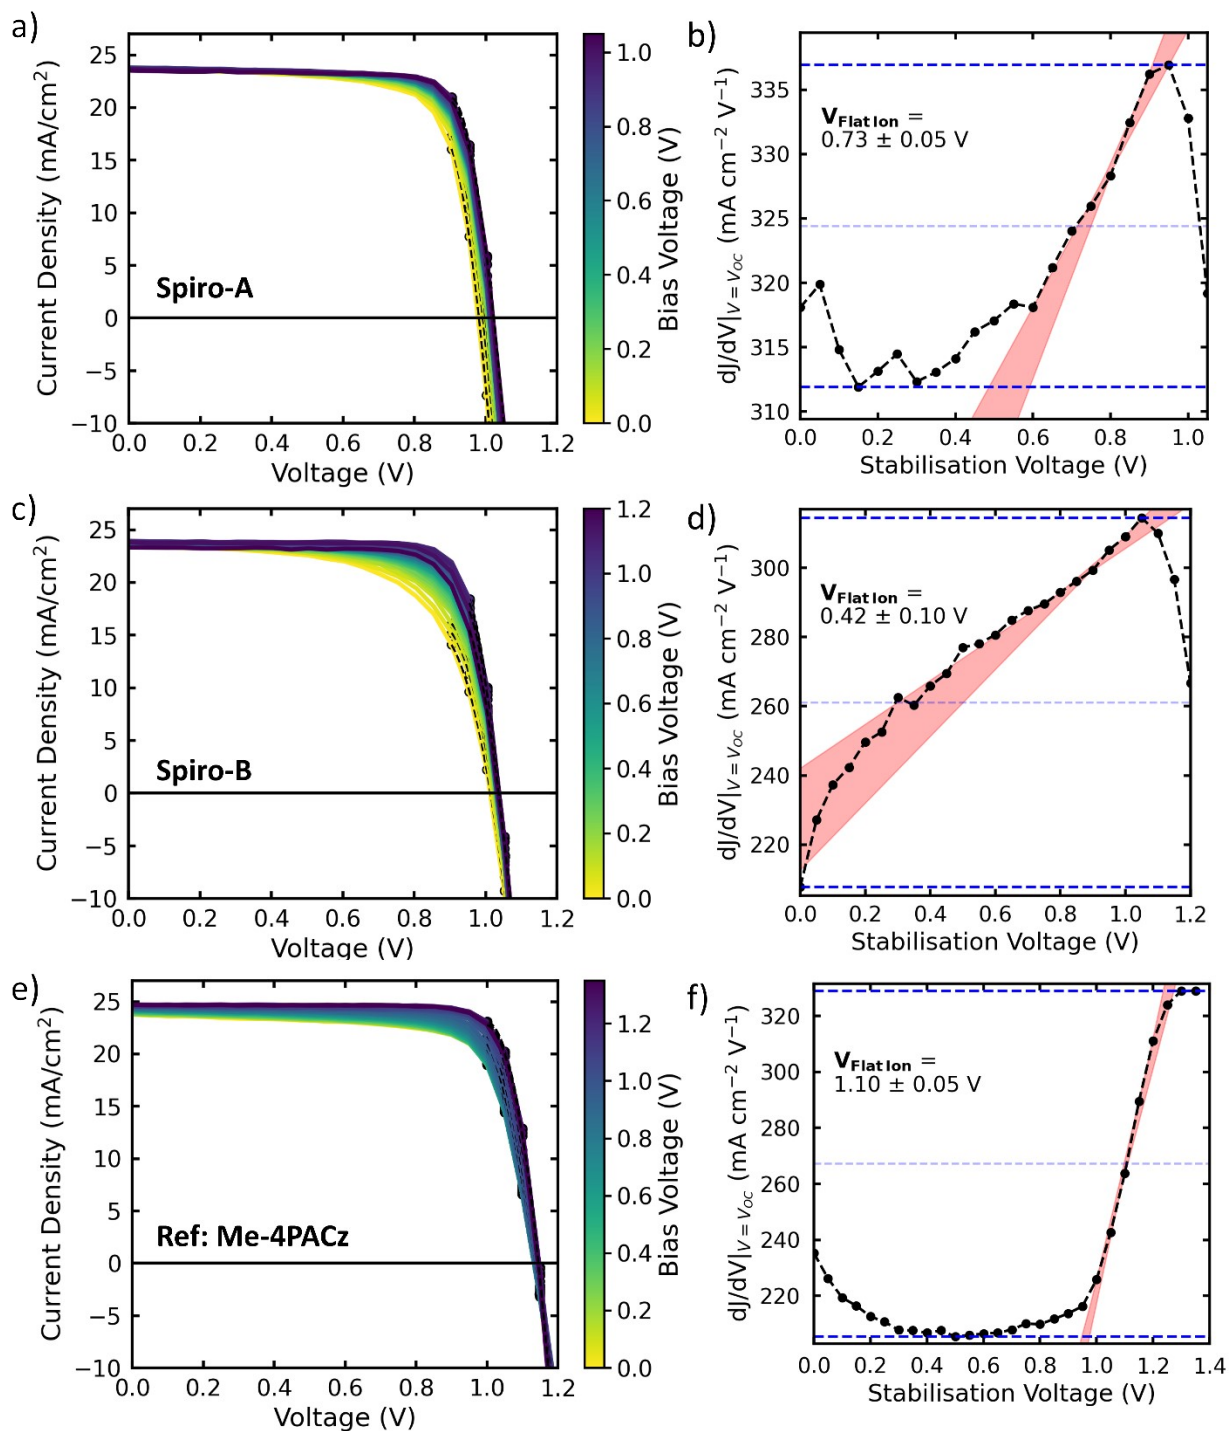 a)
25
20
15
10
5
0
−5
−10
0.0 0.2 0.4 0.6 0.8 1.0 1.2
Voltage (V)
Current Density (mA/cm²)
Spiro-A
1.0
0.8
0.6
0.4
0.2
0.0
Bias Voltage (V)
b)
335
330
325
320
315
310
0.0 0.2 0.4 0.6 0.8 1.0
Stabilisation Voltage (V)
dJ/dV|V = VOC (mA cm⁻² V⁻¹)
VFlat Ion =
0.73 ± 0.05 V
c)
25
20
15
10
5
0
−5
−10
0.0 0.2 0.4 0.6 0.8 1.0 1.2
Voltage (V)
Current Density (mA/cm²)
Spiro-B
1.2
1.0
0.8
0.6
0.4
0.2
0.0
Bias Voltage (V)
d)
300
280
260
240
220
0.0 0.2 0.4 0.6 0.8 1.0 1.2
Stabilisation Voltage (V)
dJ/dV|V = VOC (mA cm⁻² V⁻¹)
VFlat Ion =
0.42 ± 0.10 V
e)
25
20
15
10
5
0
−5
−10
0.0 0.2 0.4 0.6 0.8 1.0 1.2
Voltage (V)
Current Density (mA/cm²)
Ref: Me-4PACz
1.2
1.0
0.8
0.6
0.4
0.2
0.0
Bias Voltage (V)
f)
320
300
280
260
240
220
0.0 0.2 0.4 0.6 0.8 1.0 1.2 1.4
Stabilisation Voltage (V)
dJ/dV|V = VOC (mA cm⁻² V⁻¹)
VFlat Ion =
1.10 ± 0.05 V